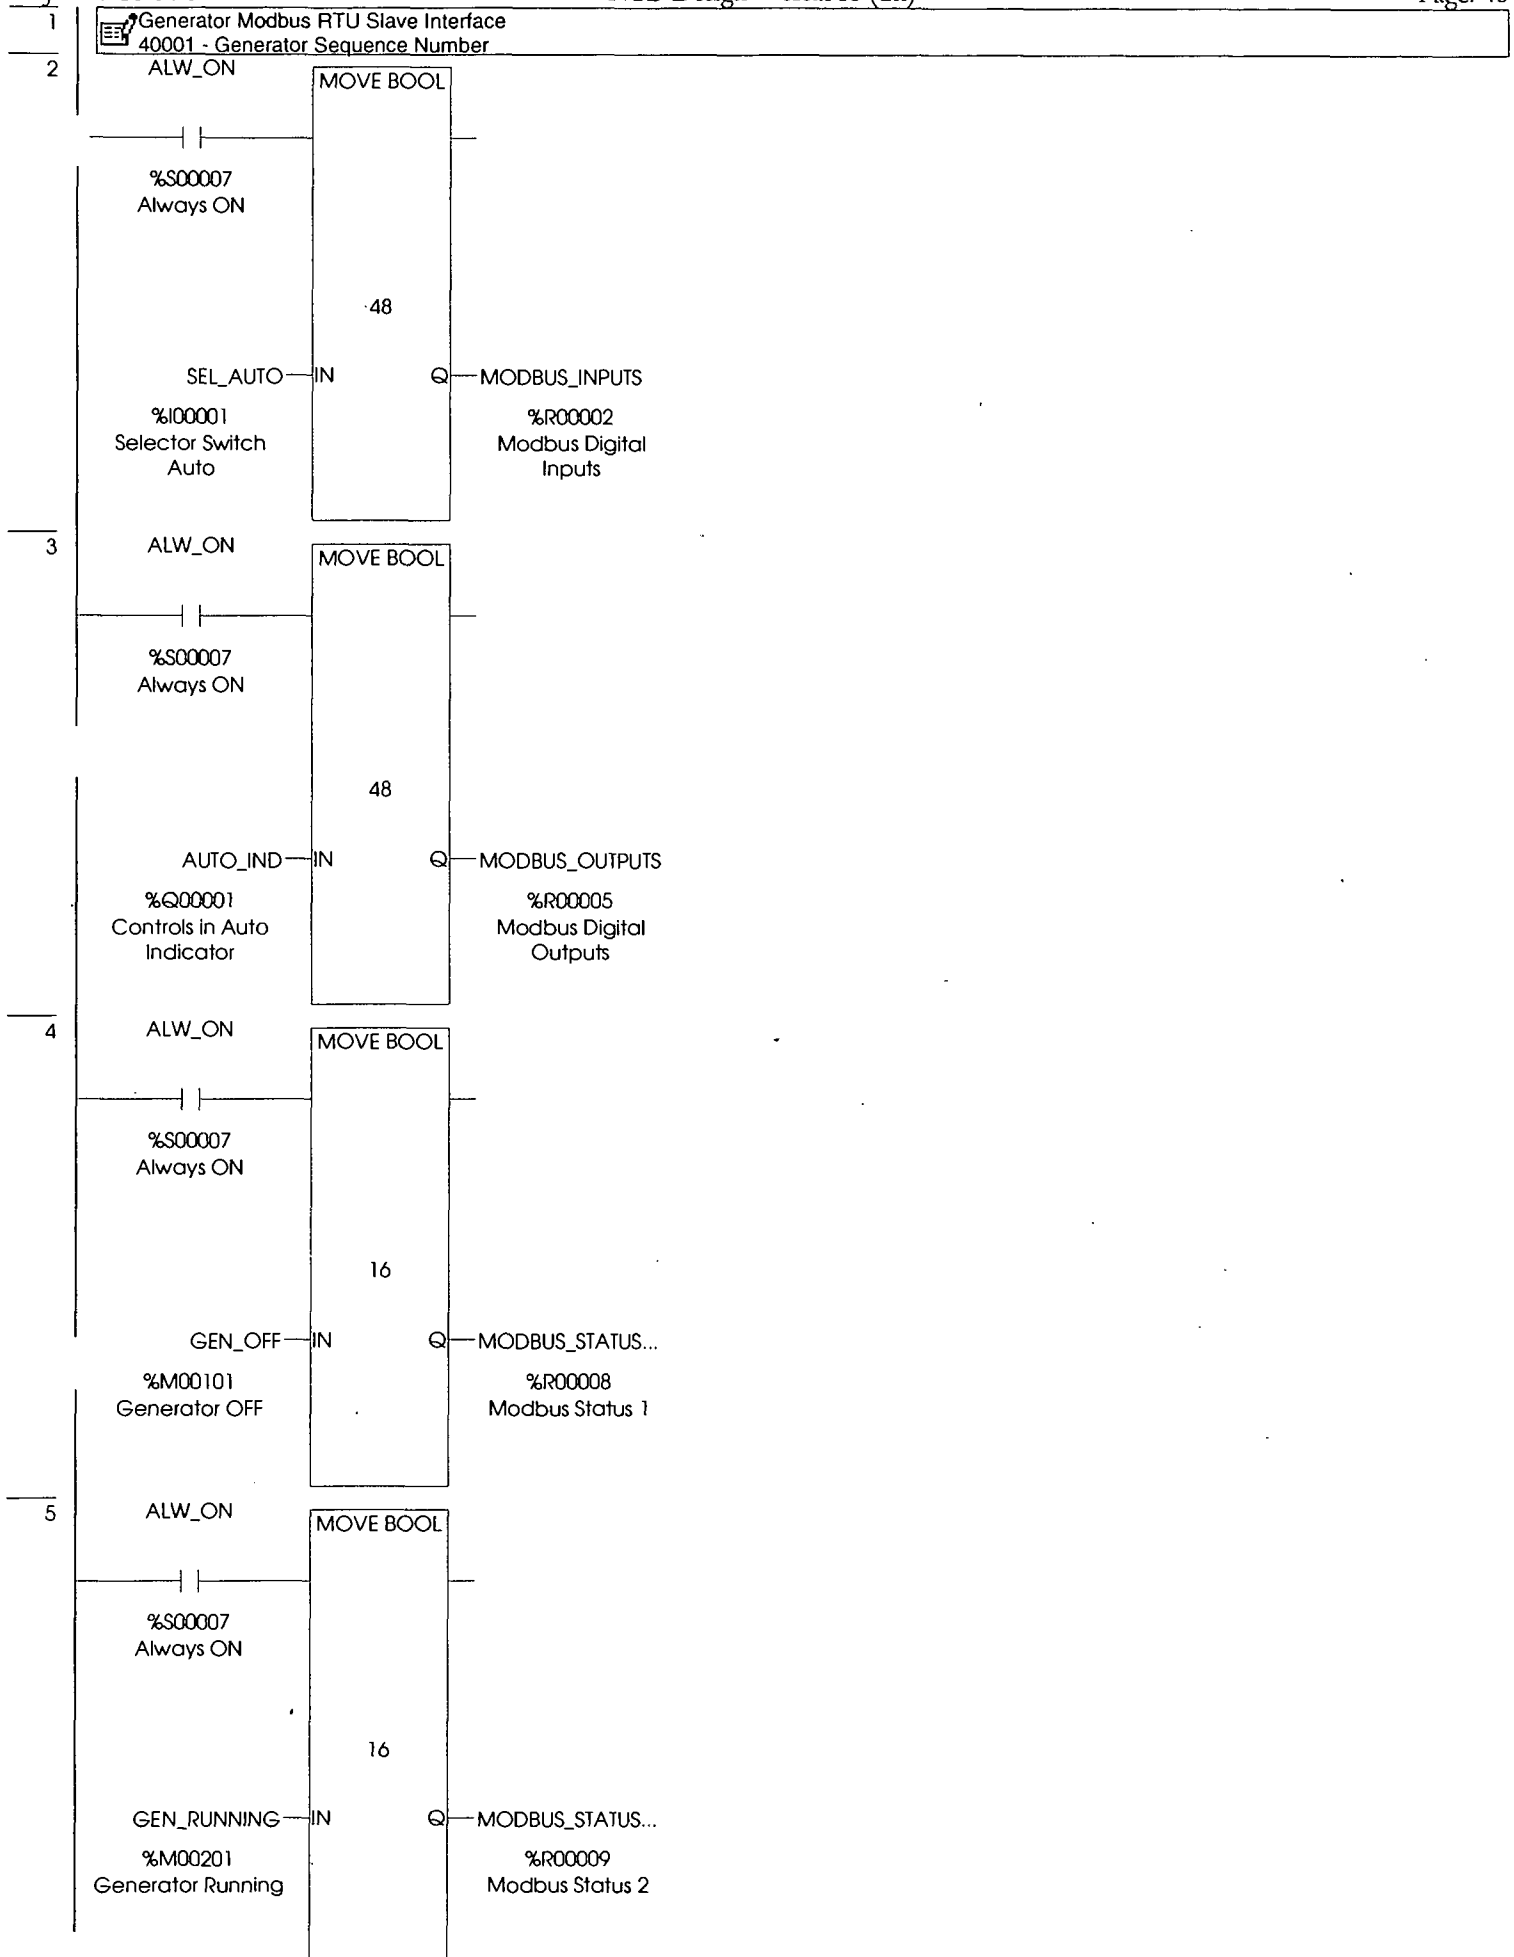 1
Generator Modbus RTU Slave Interface
40001 - Generator Sequence Number
2
ALW_ON
MOVE BOOL
%S00007
Always ON
48
SEL_AUTO
IN
Q
MODBUS_INPUTS
%I00001
Selector Switch
Auto
%R00002
Modbus Digital
Inputs
3
ALW_ON
MOVE BOOL
%S00007
Always ON
48
AUTO_IND
IN
Q
MODBUS_OUTPUTS
%Q00001
Controls in Auto
Indicator
%R00005
Modbus Digital
Outputs
4
ALW_ON
MOVE BOOL
%S00007
Always ON
16
GEN_OFF
IN
Q
MODBUS_STATUS...
%M00101
Generator OFF
%R00008
Modbus Status 1
5
ALW_ON
MOVE BOOL
%S00007
Always ON
16
GEN_RUNNING
IN
Q
MODBUS_STATUS...
%M00201
Generator Running
%R00009
Modbus Status 2